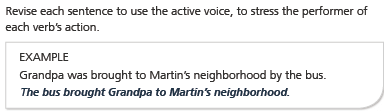 Revise each sentence to use the active voice, to stress the performer of
each verb's action.
EXAMPLE
Grandpa was brought to Martin's neighborhood by the bus.
The bus brought Grandpa to Martin's neighborhood.